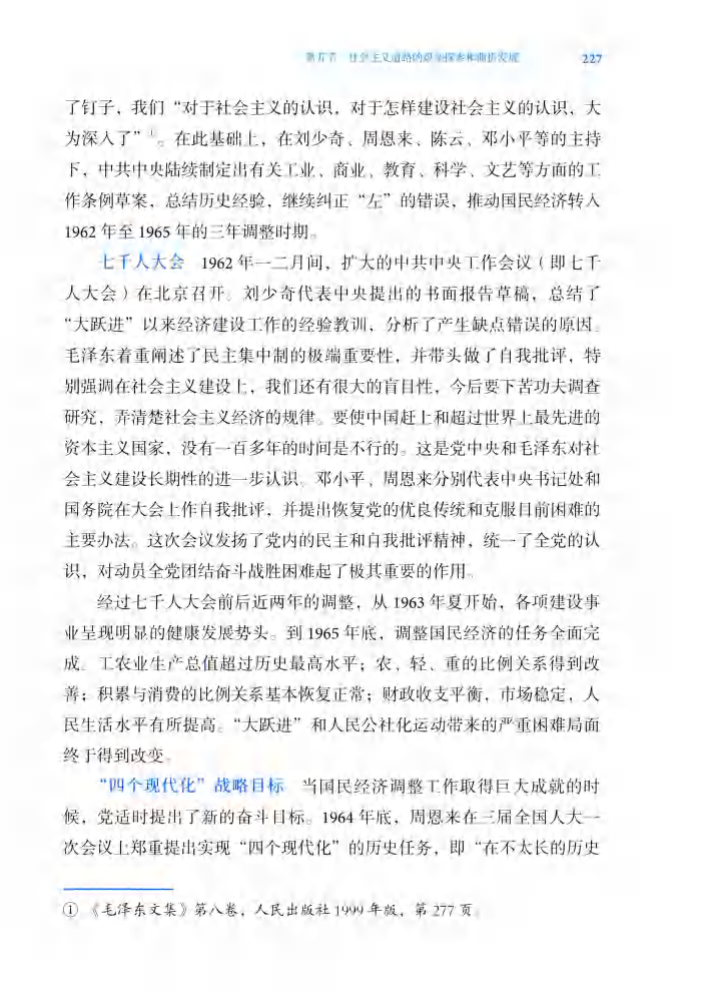 第五节 社会主义道路的艰辛探索和曲折发展 227
了钉子，我们“对于社会主义的认识，对于怎样建设社会主义的认识，大
为深入了”①。在此基础上，在刘少奇、周恩来、陈云、邓小平等的主持
下，中共中央陆续制定出有关工业、商业、教育、科学、文艺等方面的工
作条例草案，总结历史经验，继续纠正“左”的错误，推动国民经济转入
1962 年至 1965 年的三年调整时期。
七千人大会 1962 年一二月间，扩大的中共中央工作会议（即七千
人大会）在北京召开。刘少奇代表中央提出的书面报告草稿，总结了
“大跃进”以来经济建设工作的经验教训，分析了产生缺点错误的原因。
毛泽东着重阐述了民主集中制的极端重要性，并带头做了自我批评，特
别强调在社会主义建设上，我们还有很大的盲目性，今后要下苦功夫调查
研究，弄清楚社会主义经济的规律。要使中国赶上和超过世界上最先进的
资本主义国家，没有一百多年的时间是不行的。这是党中央和毛泽东对社
会主义建设长期性的进一步认识。邓小平、周恩来分别代表中央书记处和
国务院在大会上作自我批评，并提出恢复党的优良传统和克服目前困难的
主要办法。这次会议发扬了党内的民主和自我批评精神，统一了全党的认
识，对动员全党团结奋斗战胜困难起了极其重要的作用。
经过七千人大会前后近两年的调整，从 1963 年夏开始，各项建设事
业呈现明显的健康发展势头。到 1965 年底，调整国民经济的任务全面完
成。工农业生产总值超过历史最高水平；农、轻、重的比例关系得到改
善；积累与消费的比例关系基本恢复正常；财政收支平衡，市场稳定，人
民生活水平有所提高。“大跃进”和人民公社化运动带来的严重困难局面
终于得到改变。
“四个现代化”战略目标 当国民经济调整工作取得巨大成就的时
候，党适时提出了新的奋斗目标。1964 年底，周恩来在三届全国人大一
次会议上郑重提出实现“四个现代化”的历史任务，即“在不太长的历史
① 《毛泽东文集》第八卷，人民出版社 1999 年版，第 277 页。